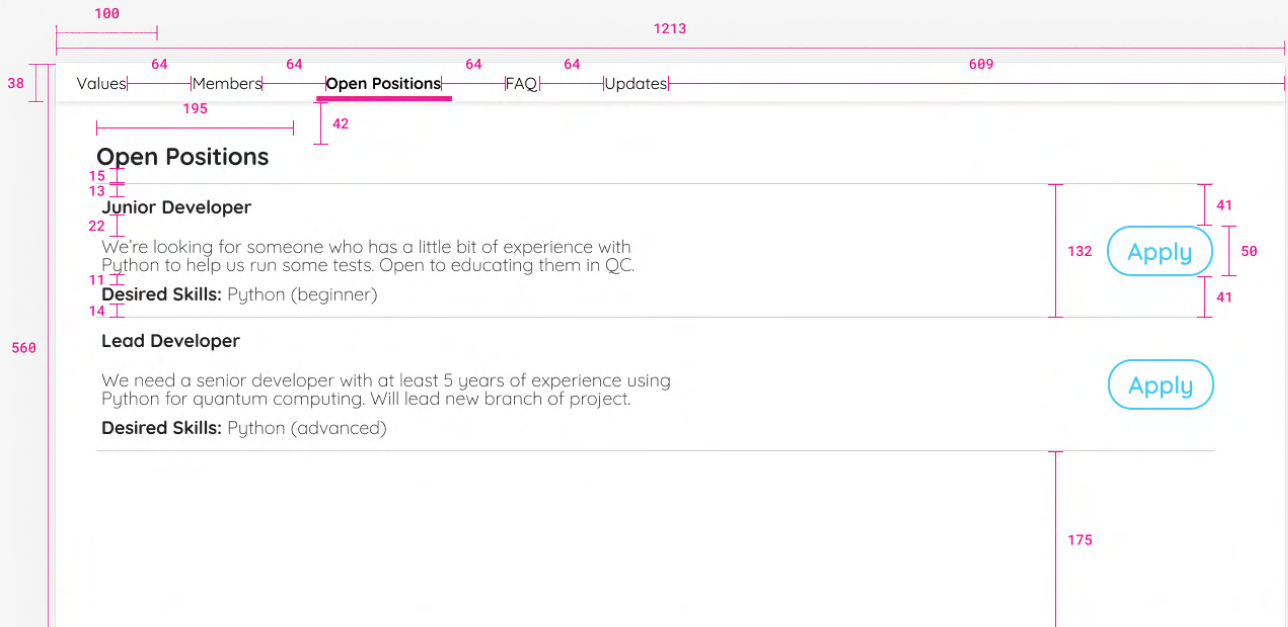 100
1213
64 64 64 64 609
38 Values Members Open Positions FAQ Updates
195
42
Open Positions
15
13
Junior Developer
41
22
We're looking for someone who has a little bit of experience with
Python to help us run some tests. Open to educating them in QC.
132
Apply
50
11
Desired Skills: Python (beginner)
41
14
560
Lead Developer
We need a senior developer with at least 5 years of experience using
Python for quantum computing. Will lead new branch of project.
Apply
Desired Skills: Python (advanced)
175